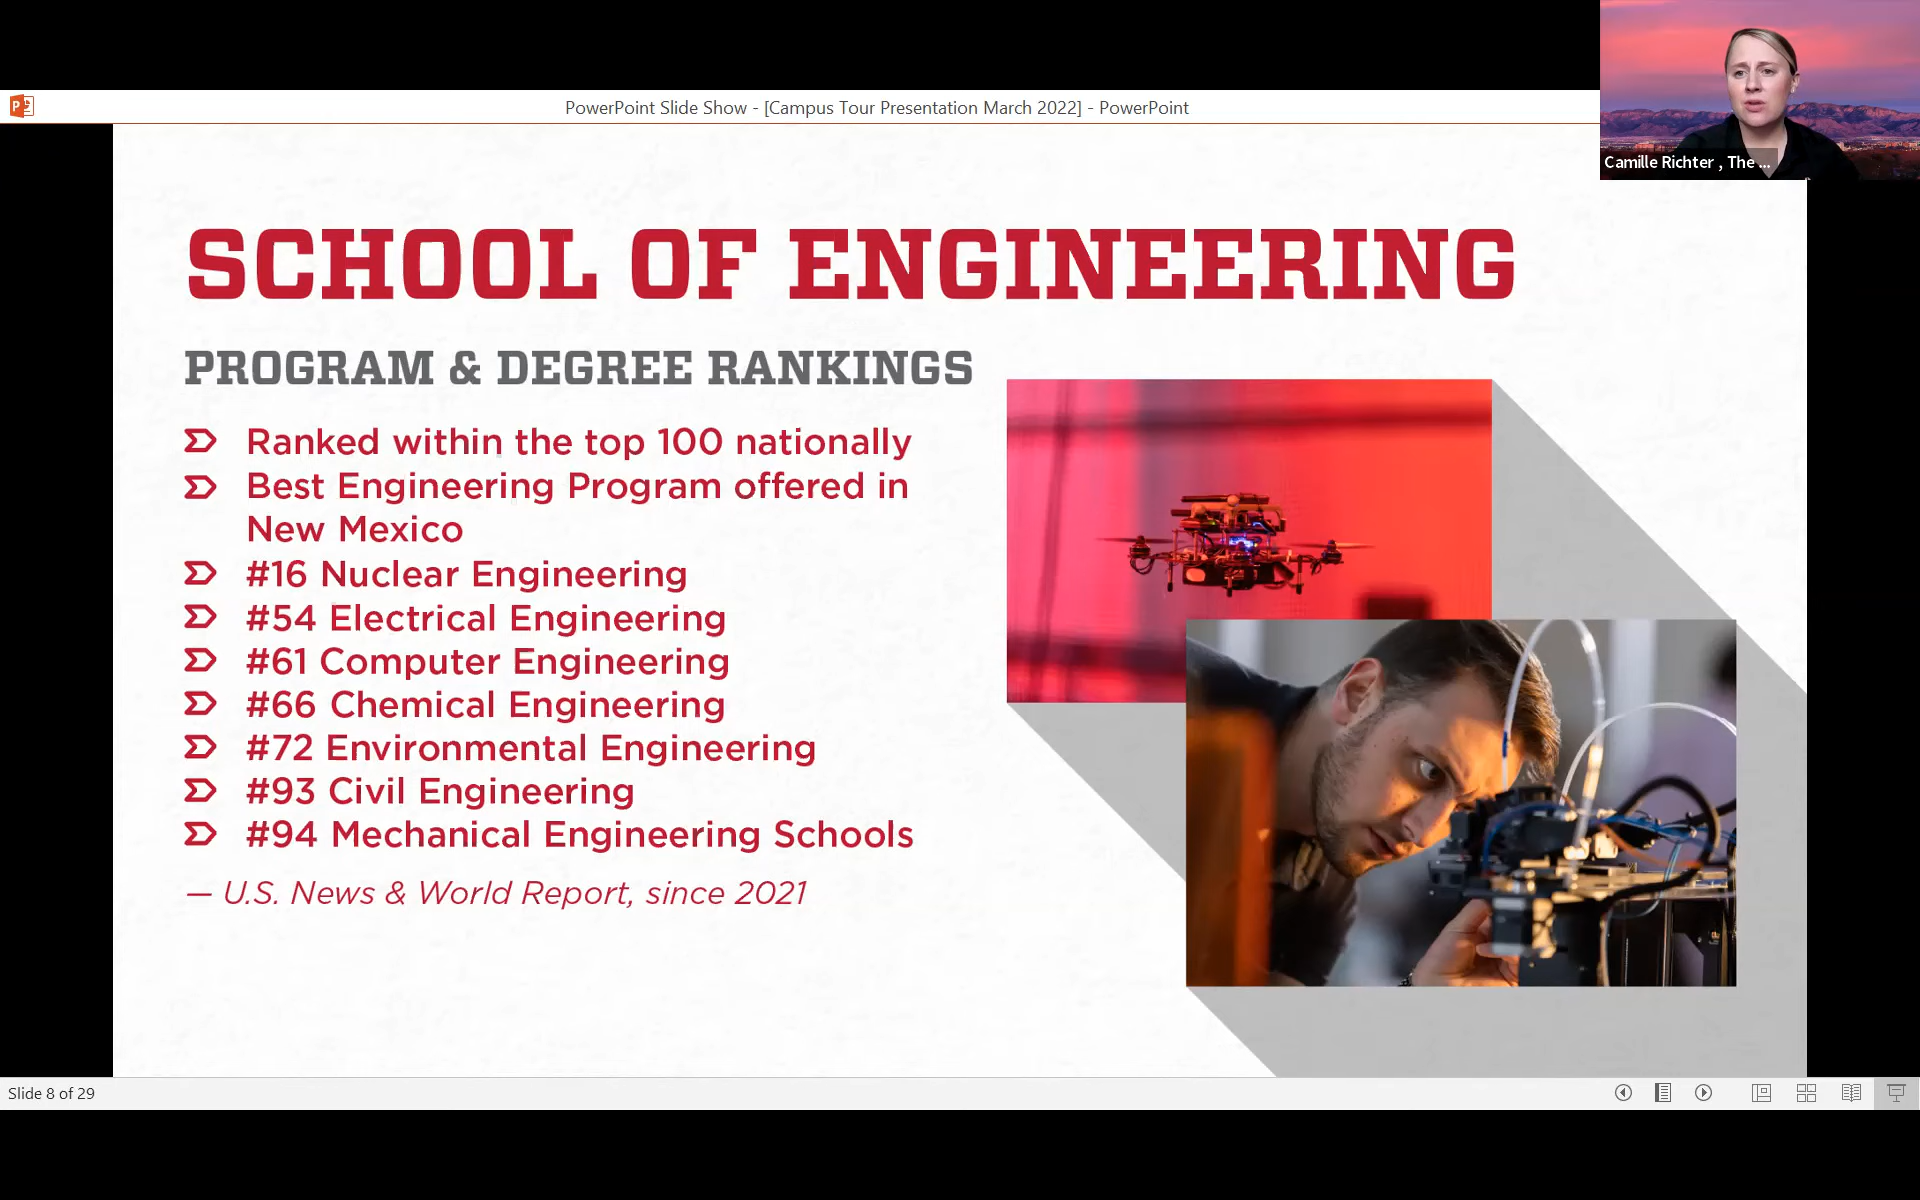 PowerPoint Slide Show - [Campus Tour Presentation March 2022] - PowerPoint
Camille Richter , The ...
SCHOOL OF ENGINEERING
PROGRAM & DEGREE RANKINGS
Ranked within the top 100 nationally
Best Engineering Program offered in
New Mexico
#16 Nuclear Engineering
#54 Electrical Engineering
#61 Computer Engineering
#66 Chemical Engineering
#72 Environmental Engineering
#93 Civil Engineering
#94 Mechanical Engineering Schools
— U.S. News & World Report, since 2021
Slide 8 of 29